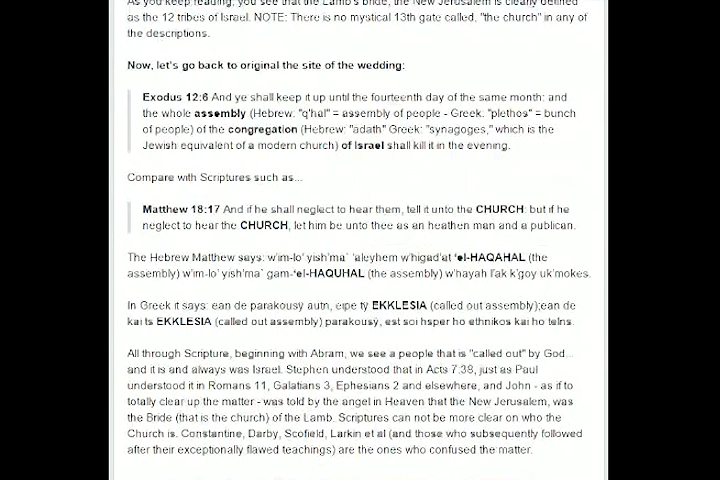 As you keep reading, you see that the Lamb's bride, the New Jerusalem is clearly defined
as the 12 tribes of Israel. NOTE: There is no mystical 13th gate called, "the church" in any of
the descriptions.
Now, let's go back to original the site of the wedding:
Exodus 12:6 And ye shall keep it up until the fourteenth day of the same month: and
the whole assembly (Hebrew: "q'hal" = assembly of people - Greek: "plethos" = bunch
of people) of the congregation (Hebrew: "adath" Greek: "synagoges," which is the
Jewish equivalent of a modern church) of Israel shall kill it in the evening.
Compare with Scriptures such as...
Matthew 18:17 And if he shall neglect to hear them, tell it unto the CHURCH: but if he
neglect to hear the CHURCH, let him be unto thee as an heathen man and a publican.
The Hebrew Matthew says: w'im-lo' yish'ma` 'aleyhem w'higad'at 'el-HAQAHAL (the
assembly) w'im-lo' yish'ma` gam-'el-HAQUHAL (the assembly) w'hayah l'ak k'goy uk'mokes.
In Greek it says: ean de parakousÿ autn, eipe tÿ EKKLESIA (called out assembly);ean de
kai ts EKKLESIA (called out assembly) parakousÿ, est soi hsper ho ethnikos kai ho telns.
All through Scripture, beginning with Abram, we see a people that is "called out" by God...
and it is and always was Israel. Stephen understood that in Acts 7:38, just as Paul
understood it in Romans 11, Galatians 3, Ephesians 2 and elsewhere, and John - as if to
totally clear up the matter - was told by the angel in Heaven that the New Jerusalem, was
the Bride (that is the church) of the Lamb. Scriptures can not be more clear on who the
Church is. Constantine, Darby, Scofield, Larkin et al (and those who subsequently followed
after their exceptionally flawed teachings) are the ones who confused the matter.